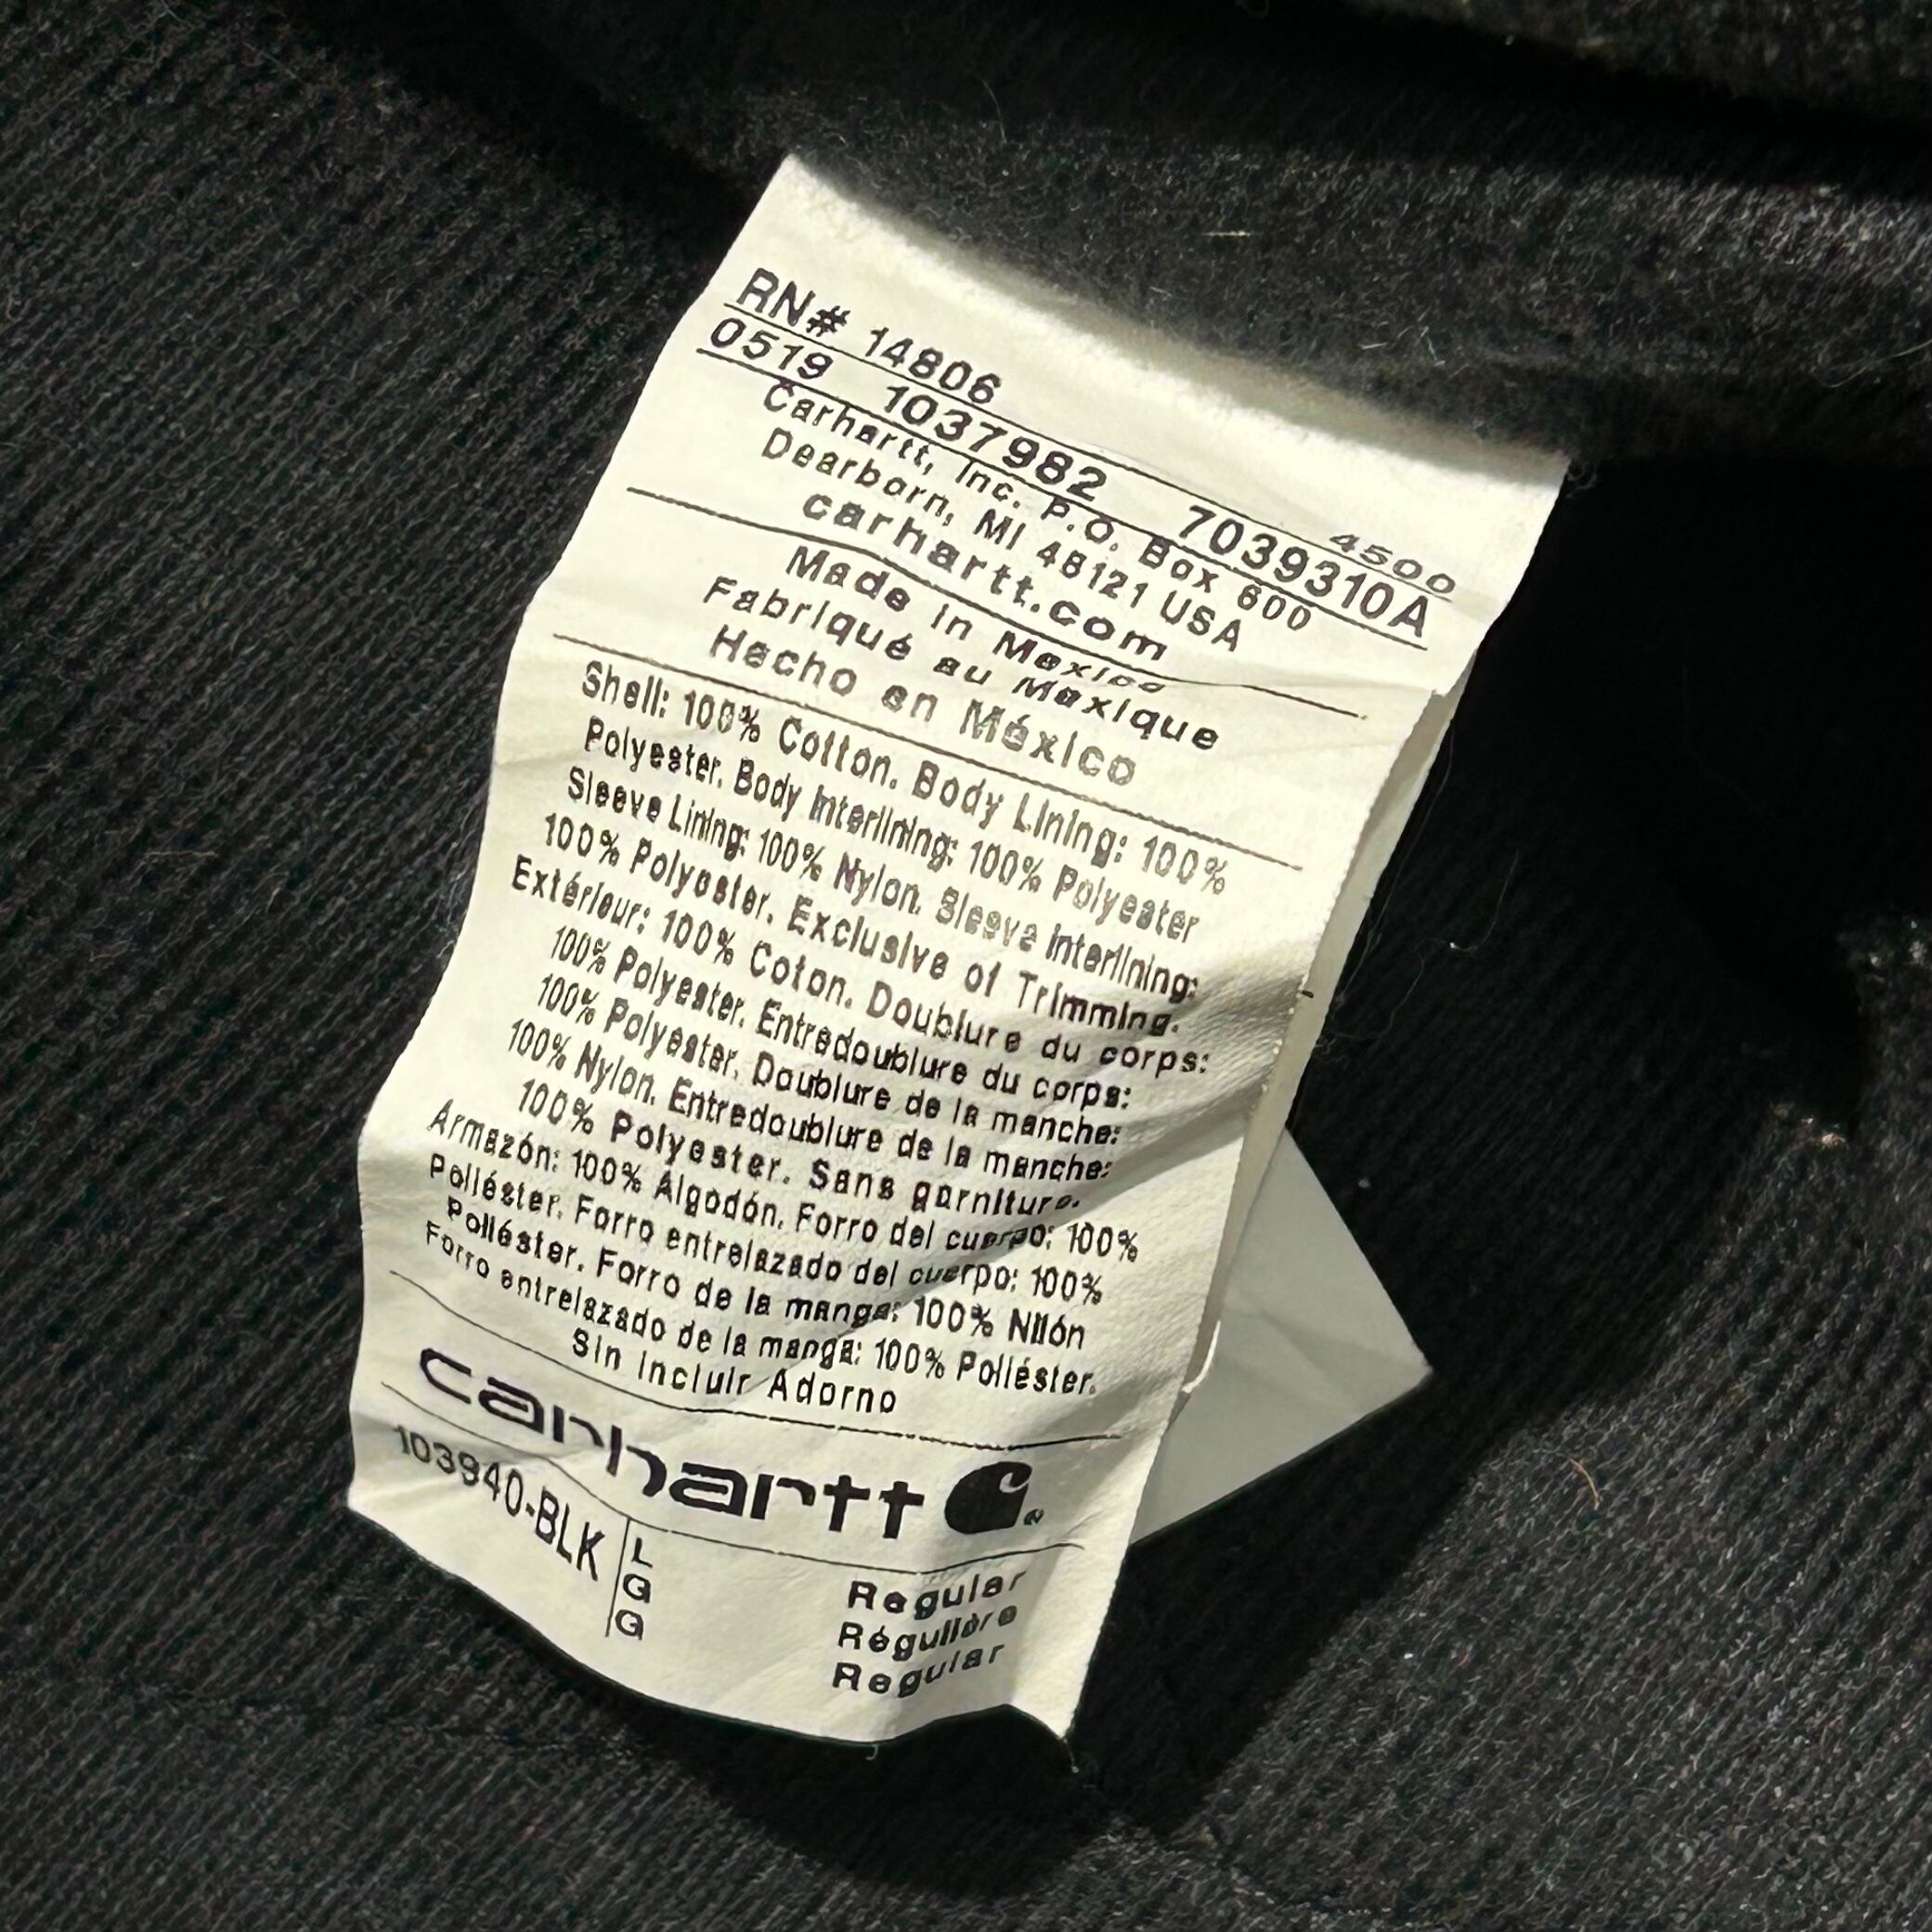 RN# 14806 4500
0519 1037982 7039310A
Carhartt, Inc. P.O. Box 600
Dearborn, MI 48121 USA
carhartt.com
Made in Mexico
Fabriqué au Mexique
Hecho en México
Shell: 100% Cotton. Body Lining: 100%
Polyester. Body Interlining: 100% Polyester
Sleeve Lining: 100% Nylon. Sleeve Interlining:
100% Polyester. Exclusive of Trimming.
Extérieur: 100% Coton. Doublure du corps:
100% Polyester. Entredoublure du corps:
100% Polyester. Doublure de la manche:
100% Nylon. Entredoublure de la manche:
100% Polyester. Sans garniture.
Armazón: 100% Algodón. Forro del cuerpo: 100%
Poliéster. Forro entrelazado del cuerpo: 100%
Poliéster. Forro de la manga: 100% Nilón
Forro entrelazado de la manga: 100% Poliéster.
Sin incluir Adorno
carhartt
103940-BLK L Regular
G Régulière
G Regular